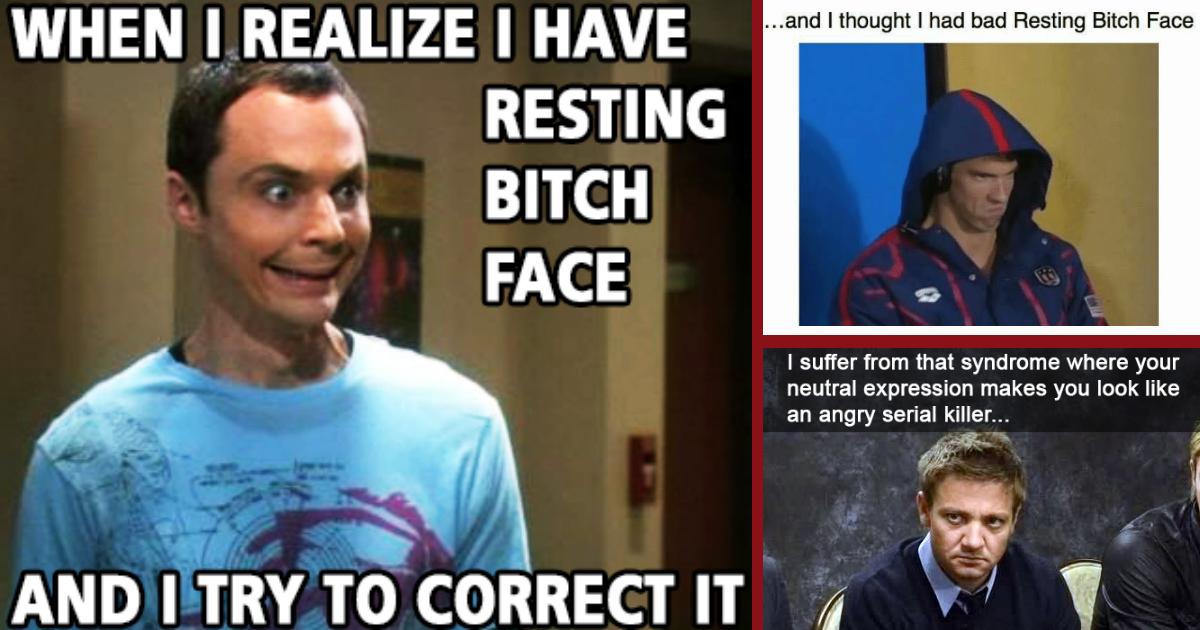 WHEN I REALIZE I HAVE
RESTING
BITCH
FACE
AND I TRY TO CORRECT IT
...and I thought I had bad Resting Bitch Face
I suffer from that syndrome where your
neutral expression makes you look like
an angry serial killer...